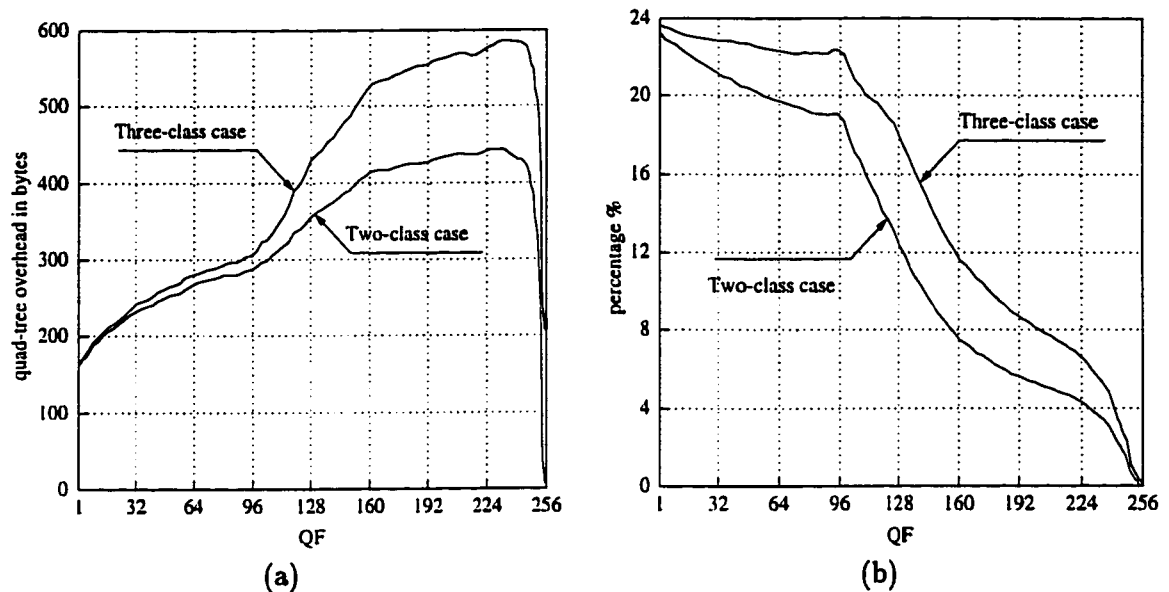 600
500
400
300
200
100
0
quad-tree overhead in bytes
Three-class case
Two-class case
1 32 64 96 128 160 192 224 256
QF
(a)
24
20
16
12
8
4
0
percentage %
Three-class case
Two-class case
1 32 64 96 128 160 192 224 256
QF
(b)